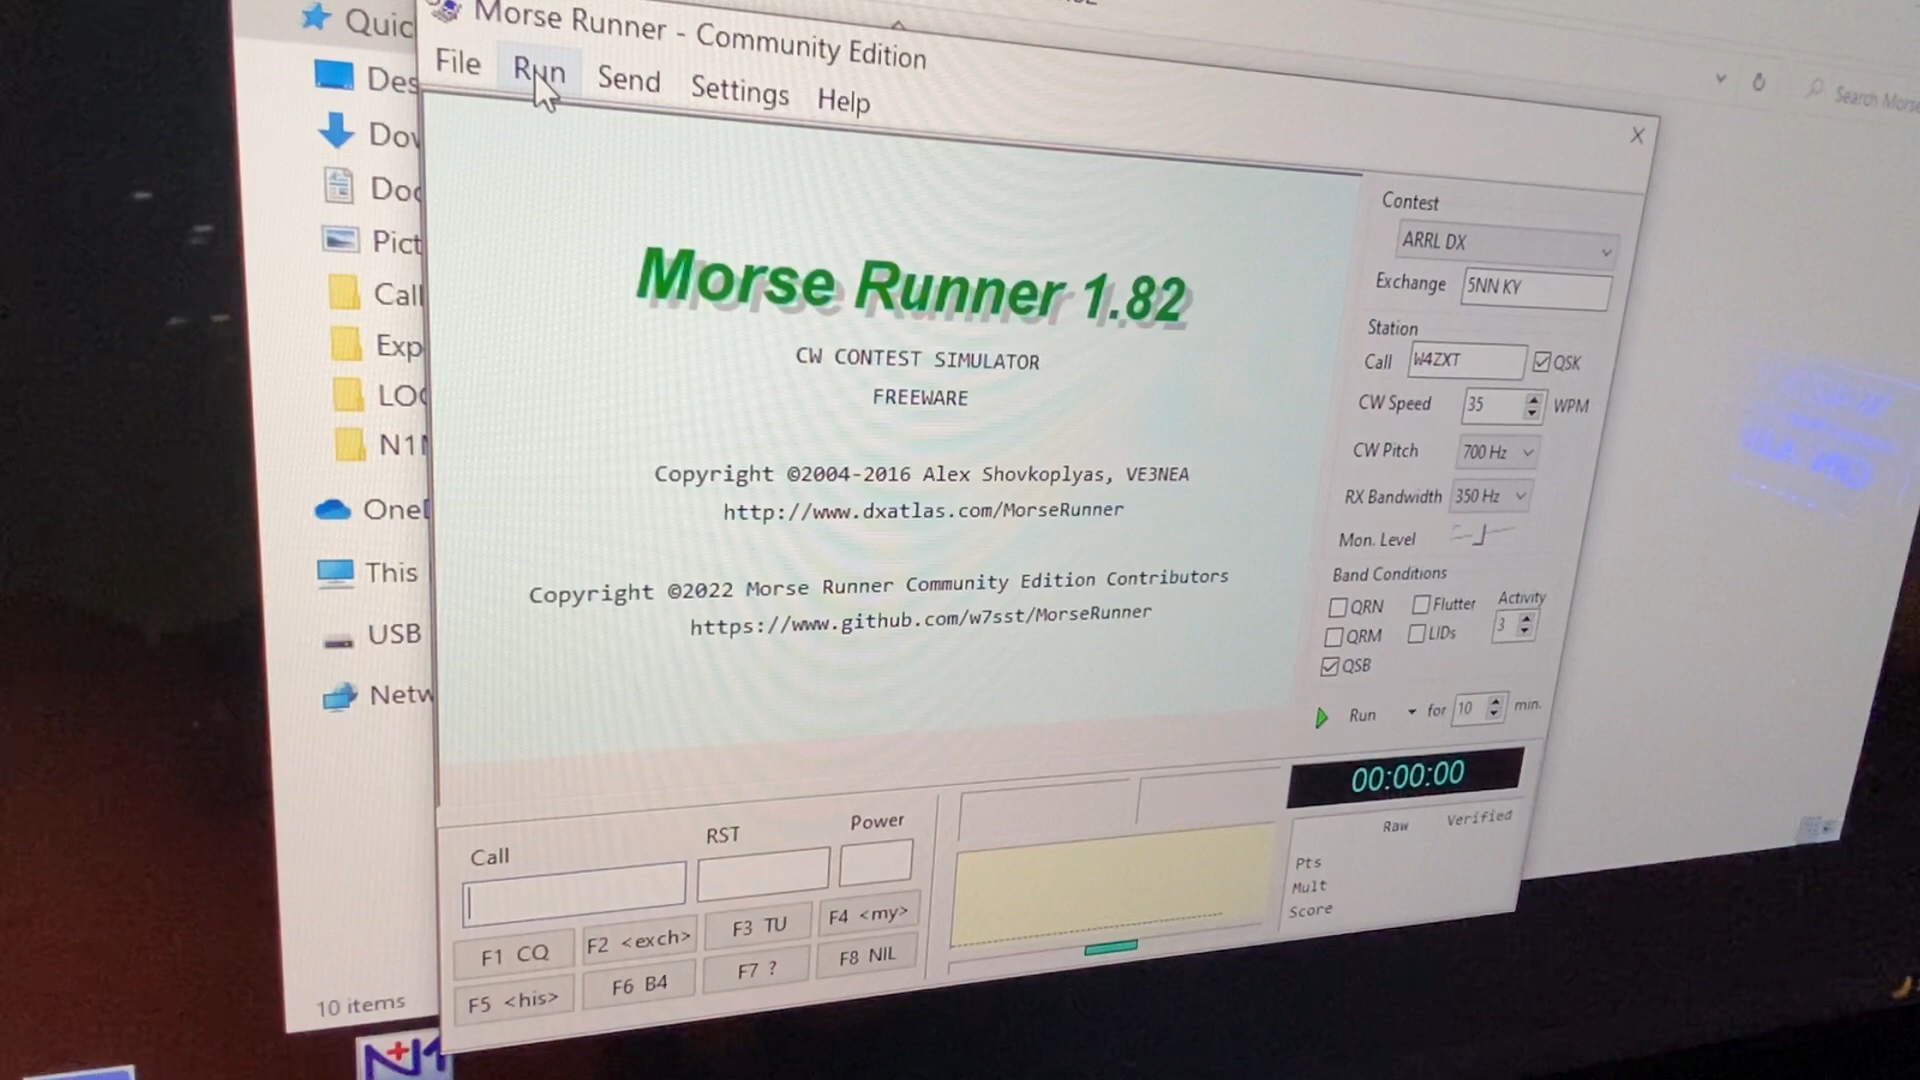 Morse Runner - Community Edition
File Run Send Settings Help
Quic
Des
Dov
Doc
Pict
Call
Exp
LOC
N1
One
This
USB
Netw
10 items
Search Morse
Morse Runner 1.82
CW CONTEST SIMULATOR
FREEWARE
Copyright ©2004-2016 Alex Shovkoplyas, VE3NEA
http://www.dxatlas.com/MorseRunner
Copyright ©2022 Morse Runner Community Edition Contributors
https://www.github.com/w7sst/MorseRunner
Contest
ARRL DX
Exchange 5NN KY
Station
Call W4ZXT QSK
CW Speed 35 WPM
CW Pitch 700 Hz
RX Bandwidth 350 Hz
Mon. Level
Band Conditions
QRN Flutter Activity
QRM LIDs 3
QSB
Run for 10 min.
00:00:00
Raw Verified
Pts
Mult
Score
Call RST Power
F1 CQ F2 <exch> F3 TU F4 <my>
F5 <his> F6 B4 F7 ? F8 NIL
N1